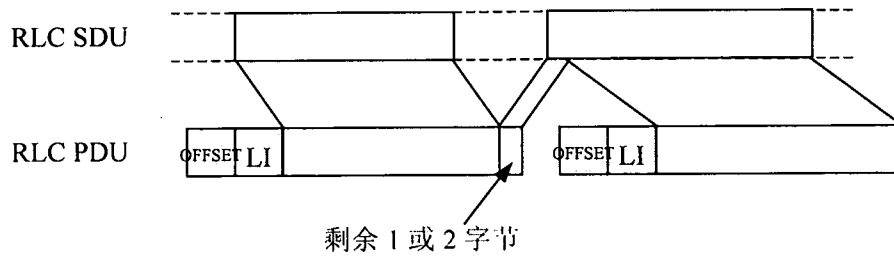 RLC SDU
RLC PDU
OFFSET LI
OFFSET LI
剩余 1 或 2 字节